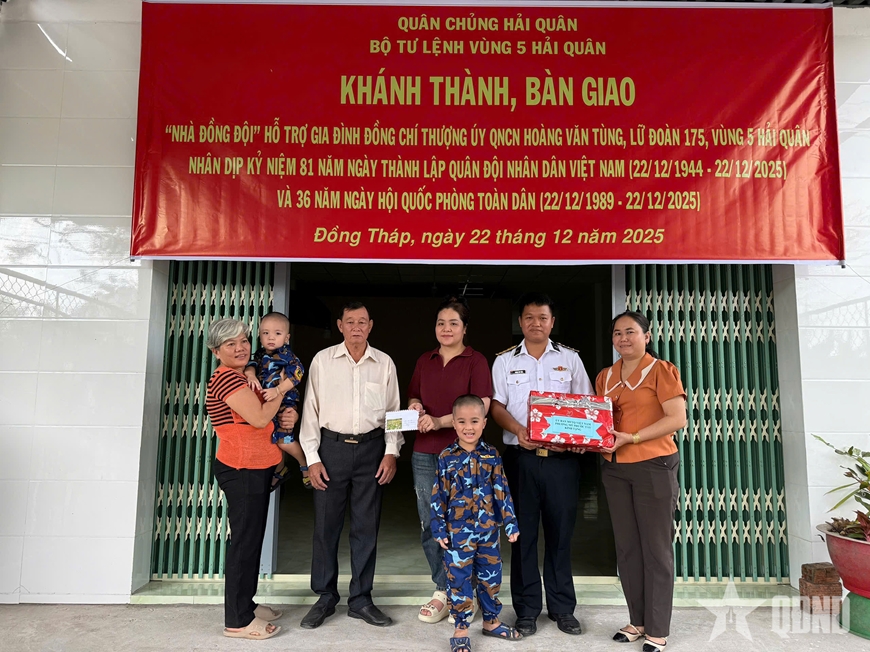 QUÂN CHỦNG HẢI QUÂN
BỘ TƯ LỆNH VÙNG 5 HẢI QUÂN
KHÁNH THÀNH, BÀN GIAO
“NHÀ ĐỒNG ĐỘI” HỖ TRỢ GIA ĐÌNH ĐỒNG CHÍ THƯỢNG ÚY QNCN HOÀNG VĂN TÙNG, LỮ ĐOÀN 175, VÙNG 5 HẢI QUÂN
NHÂN DỊP KỶ NIỆM 81 NĂM NGÀY THÀNH LẬP QUÂN ĐỘI NHÂN DÂN VIỆT NAM (22/12/1944 - 22/12/2025)
VÀ 36 NĂM NGÀY HỘI QUỐC PHÒNG TOÀN DÂN (22/12/1989 - 22/12/2025)
Đồng Tháp, ngày 22 tháng 12 năm 2025
QĐND